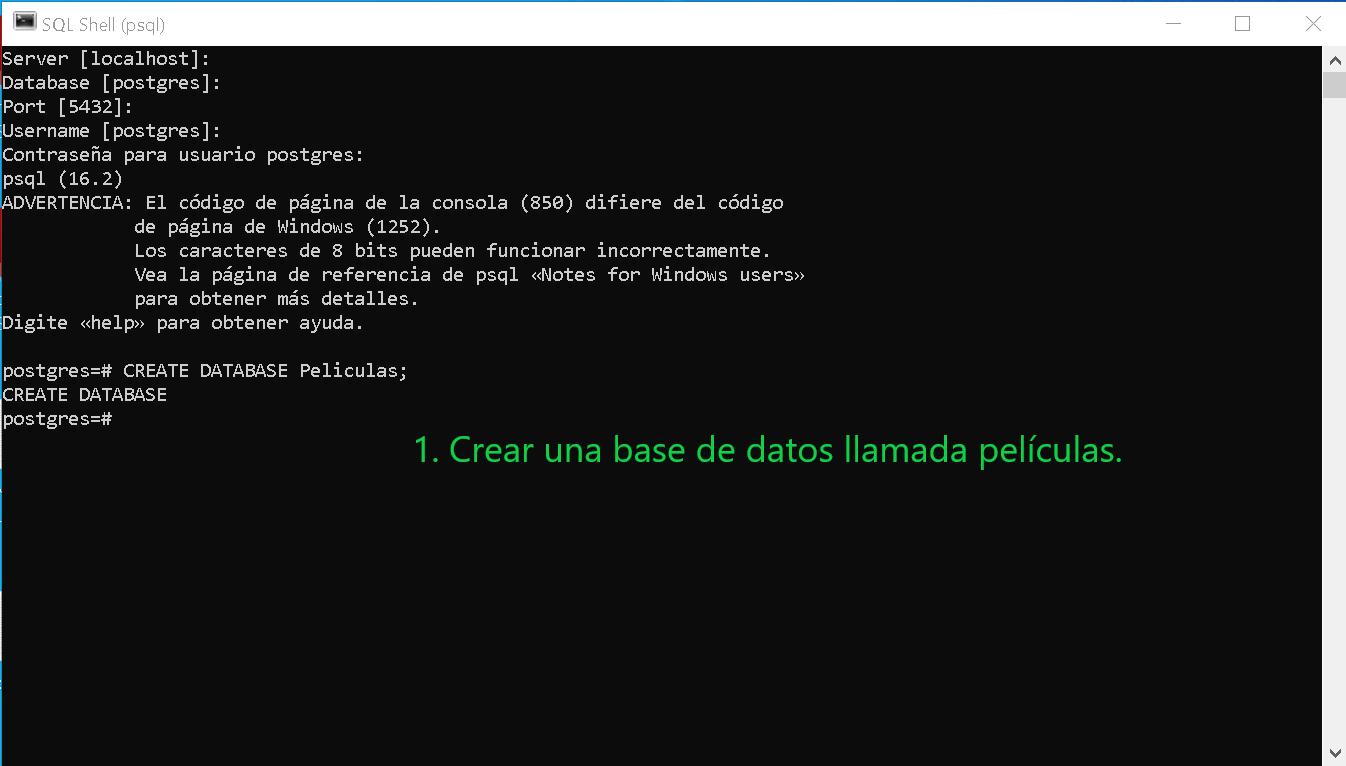 SQL Shell (psql)
Server [localhost]:
Database [postgres]:
Port [5432]:
Username [postgres]:
Contraseña para usuario postgres:
psql (16.2)
ADVERTENCIA: El código de página de la consola (850) difiere del código
de página de Windows (1252).
Los caracteres de 8 bits pueden funcionar incorrectamente.
Vea la página de referencia de psql «Notes for Windows users»
para obtener más detalles.
Digite «help» para obtener ayuda.
postgres=# CREATE DATABASE Peliculas;
CREATE DATABASE
postgres=#
1. Crear una base de datos llamada películas.